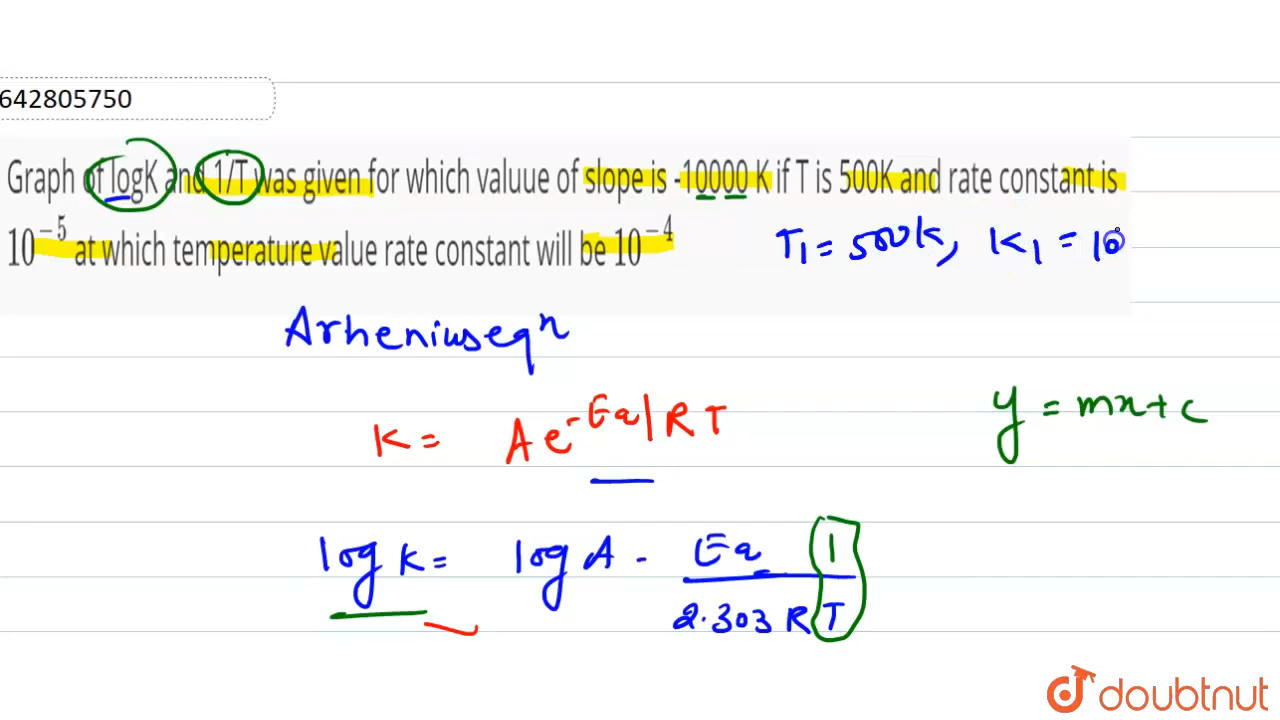 642805750
Graph of logK and 1/T was given for which valuue of slope is -10000 K if T is 500K and rate constant is
10^{-5} at which temperature value rate constant will be 10^{-4}
T₁ = 500K, K₁ = 10
Arheniuseqⁿ
K = A e^{-Ea/RT}
y = mx + c
log K = log A - Ea / 2.303 R 1 / T
doubtnut